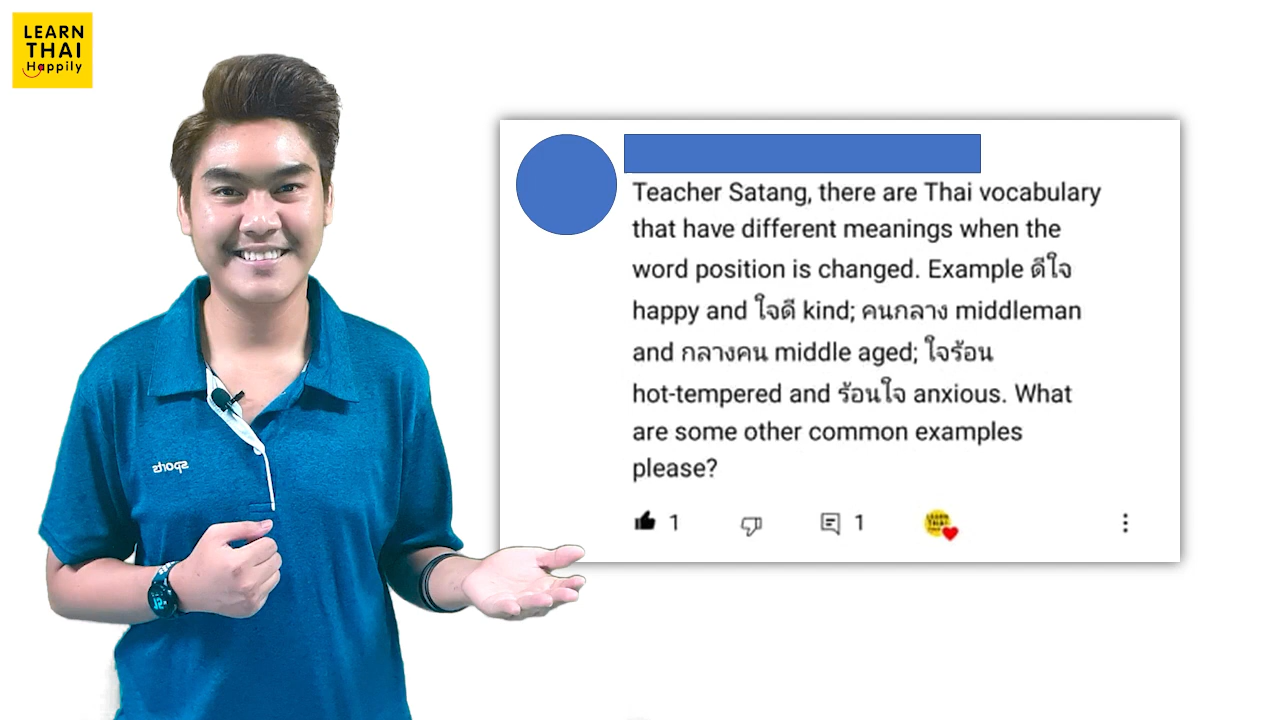 LEARN
THAI
Happily
Teacher Satang, there are Thai vocabulary
that have different meanings when the
word position is changed. Example ดีใจ
happy and ใจดี kind; คนกลาง middleman
and กลางคน middle aged; ใจร้อน
hot-tempered and ร้อนใจ anxious. What
are some other common examples
please?
1
1
LEARN
THAI
sports